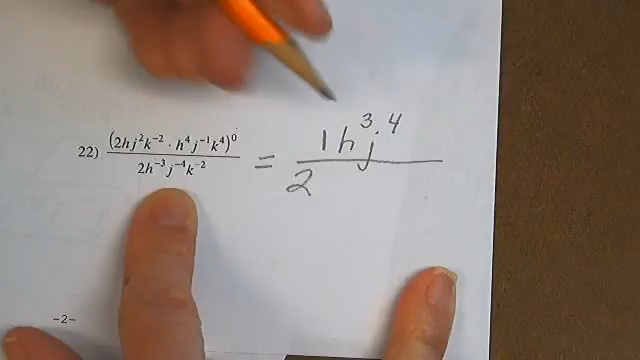 22) (2hj²k⁻² · h⁴j⁻¹k⁴)⁰ / 2h⁻³j⁻⁴k⁻² = 1h³j⁴ / 2
-2-